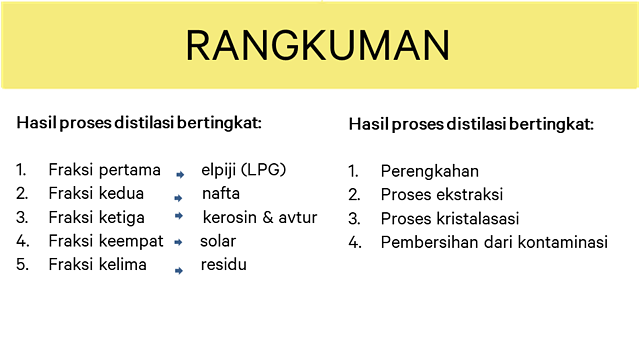 RANGKUMAN
Hasil proses distilasi bertingkat:
1. Fraksi pertama elpiji (LPG)
2. Fraksi kedua nafta
3. Fraksi ketiga kerosin & avtur
4. Fraksi keempat solar
5. Fraksi kelima residu
Hasil proses distilasi bertingkat:
1. Perengkahan
2. Proses ekstraksi
3. Proses kristalasasi
4. Pembersihan dari kontaminasi